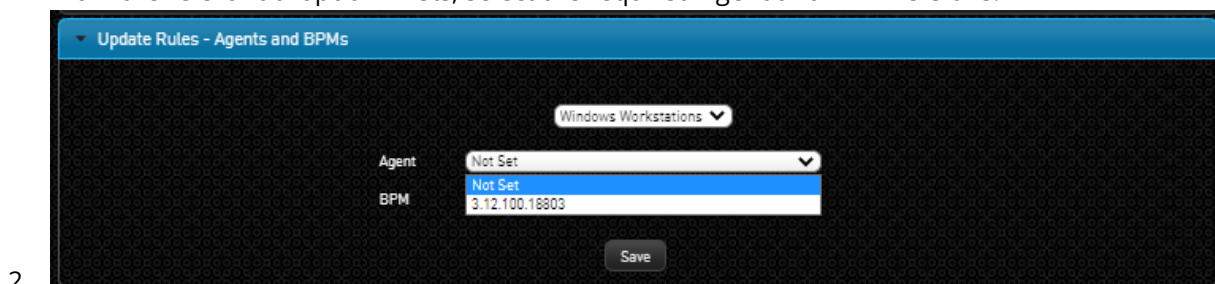 Update Rules - Agents and BPMs
Windows Workstations
Agent
Not Set
Not Set
BPM
3.12.100.18803
Save
2